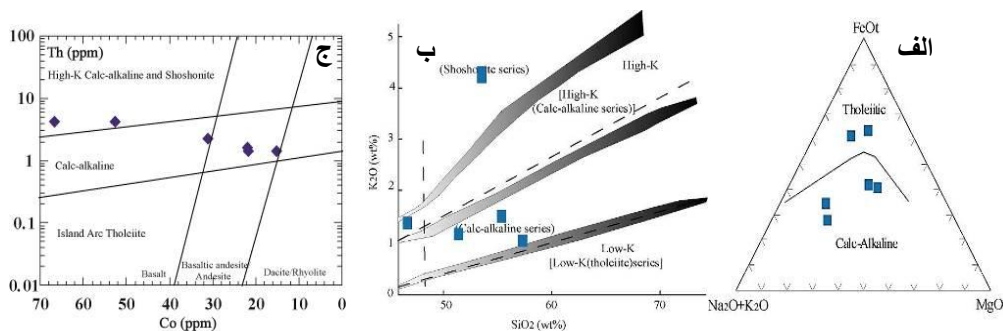 ج
Th (ppm)
100
10
1
0.1
0.01
High-K Calc-alkaline and Shoshonite
Calc-alkaline
Island Arc Tholeiite
Basalt
Basaltic andesite
Andesite
Dacite/Rhyolite
70 60 50 40 30 20 10 0
Co (ppm)
ب
K2O (wt%)
5
4
3
2
1
0
(Shoshonite series)
High-K
[High-K
(Calc-alkaline series)]
(Calc-alkaline series)
Low-K
[Low-K(tholeiite)series]
50 60 70
SiO2 (wt%)
الف
FeOt
Tholeiitic
Calc-Alkaline
Na2O+K2O
MgO